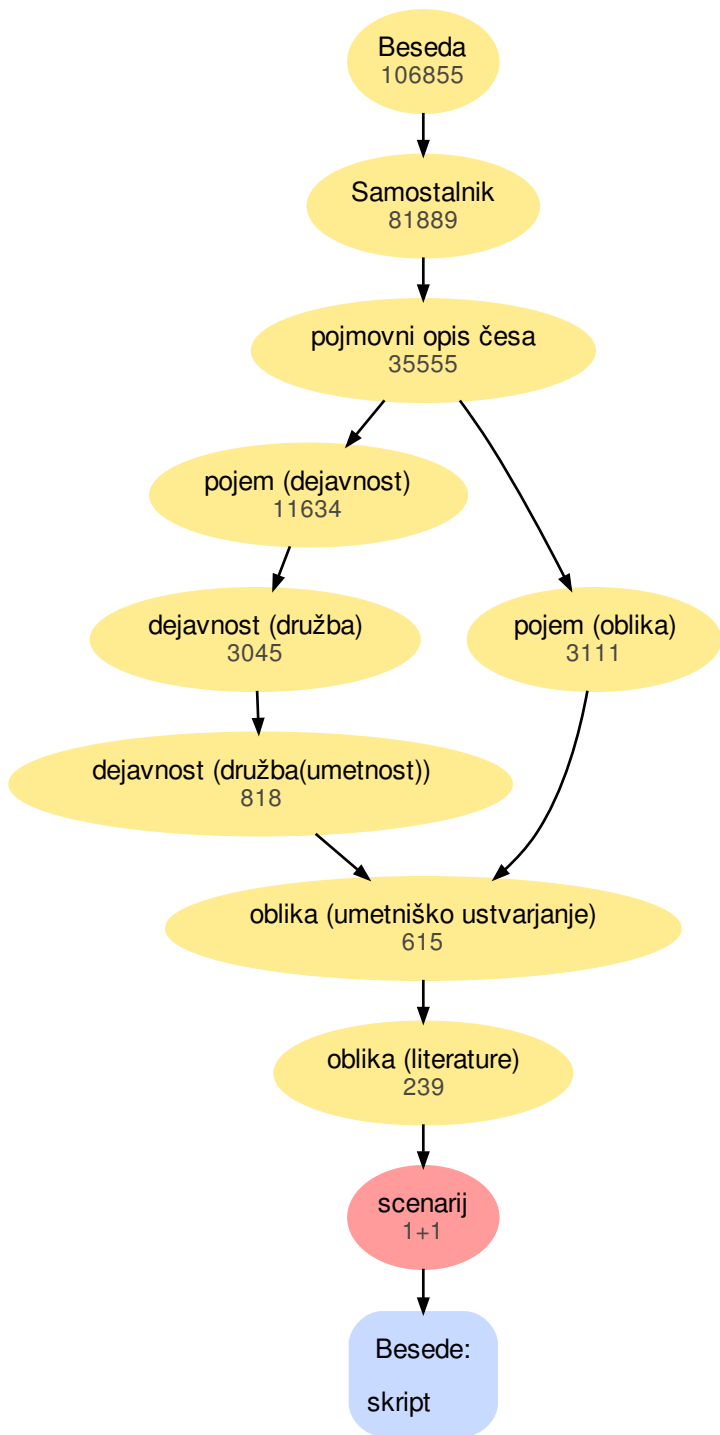 Beseda
106855
Samostalnik
81889
pojmovni opis česa
35555
pojem (dejavnost)
11634
dejavnost (družba)
3045
pojem (oblika)
3111
dejavnost (družba(umetnost))
818
oblika (umetniško ustvarjanje)
615
oblika (literature)
239
scenarij
1+1
Besede:
skript